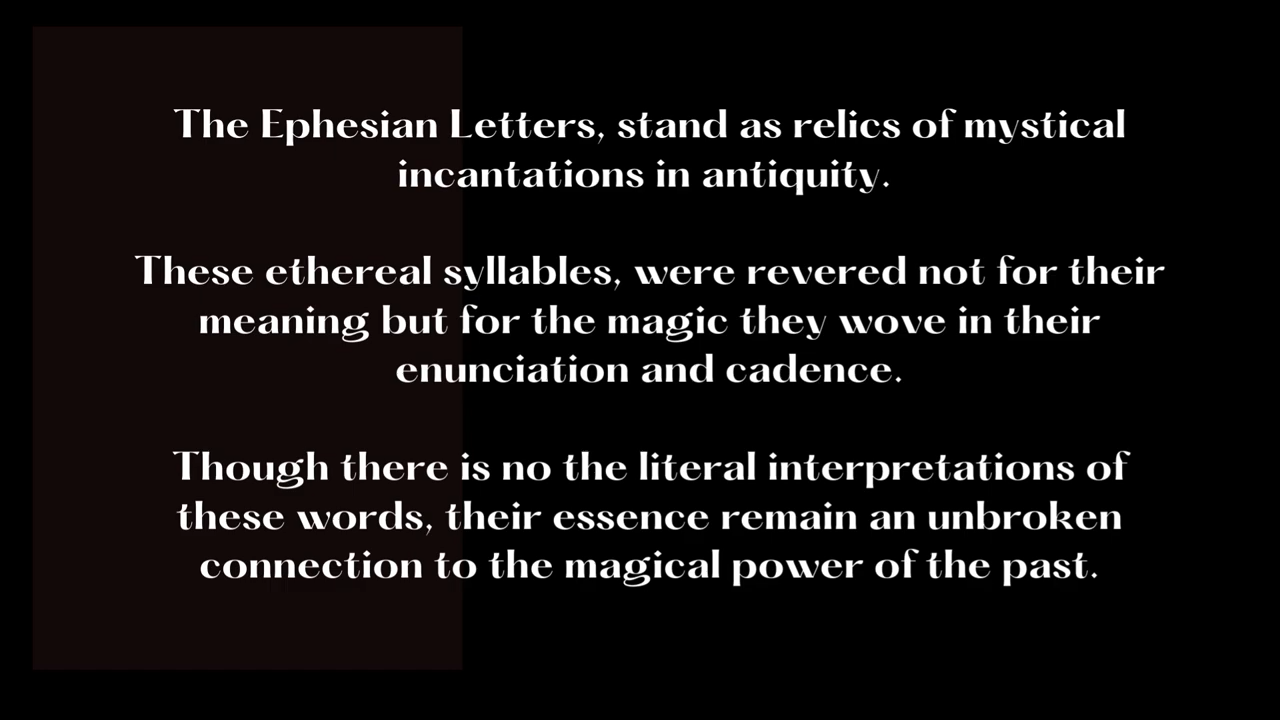 The Ephesian Letters, stand as relics of mystical
incantations in antiquity.
These ethereal syllables, were revered not for their
meaning but for the magic they wove in their
enunciation and cadence.
Though there is no the literal interpretations of
these words, their essence remain an unbroken
connection to the magical power of the past.